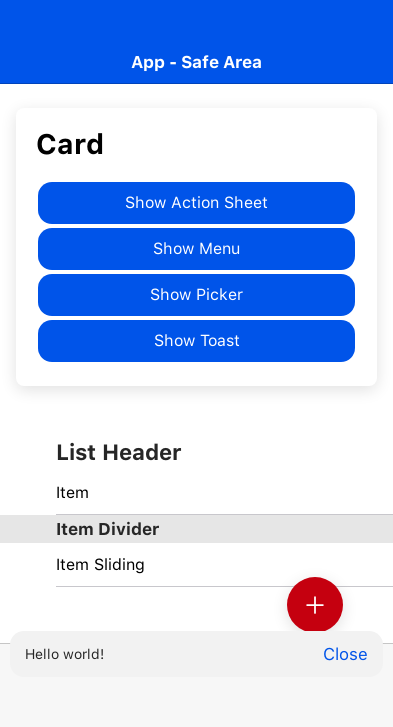 App - Safe Area
Card
Show Action Sheet
Show Menu
Show Picker
Show Toast
List Header
Item
Item Divider
Item Sliding
Hello world!
Close